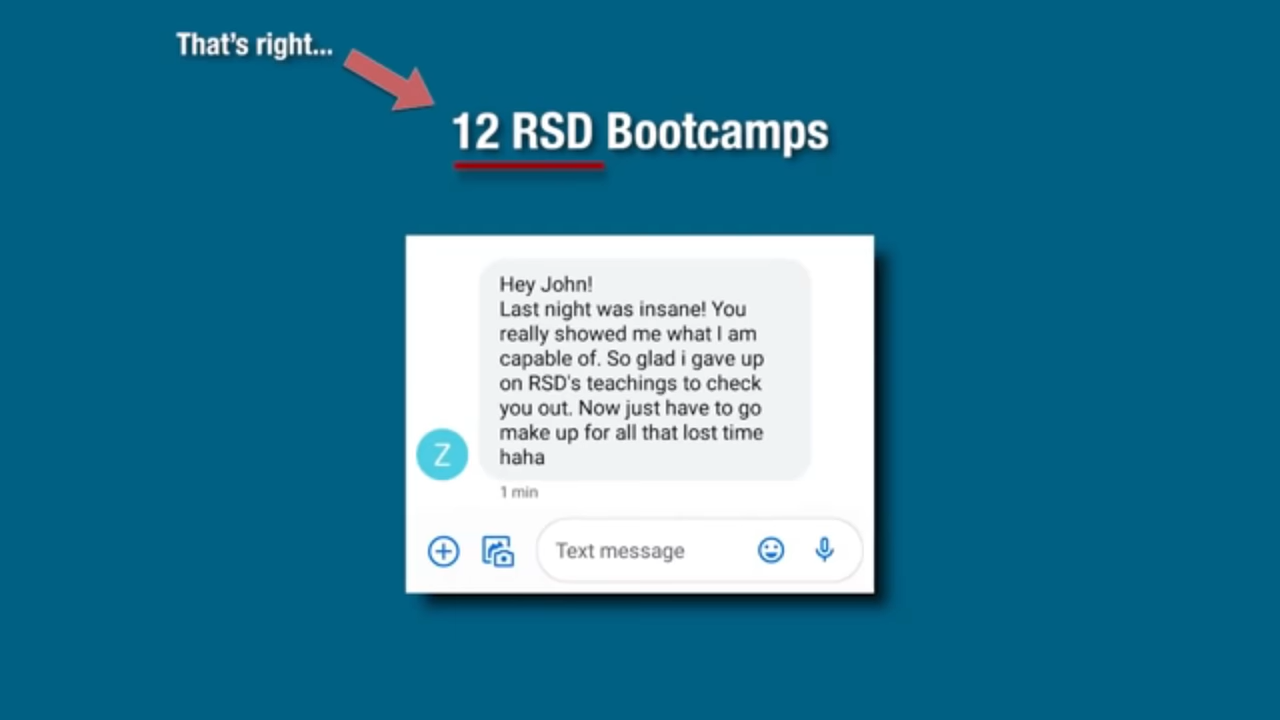 That's right...
12 RSD Bootcamps
Hey John!
Last night was insane! You
really showed me what I am
capable of. So glad i gave up
on RSD's teachings to check
you out. Now just have to go
make up for all that lost time
haha
Z
1 min
Text message